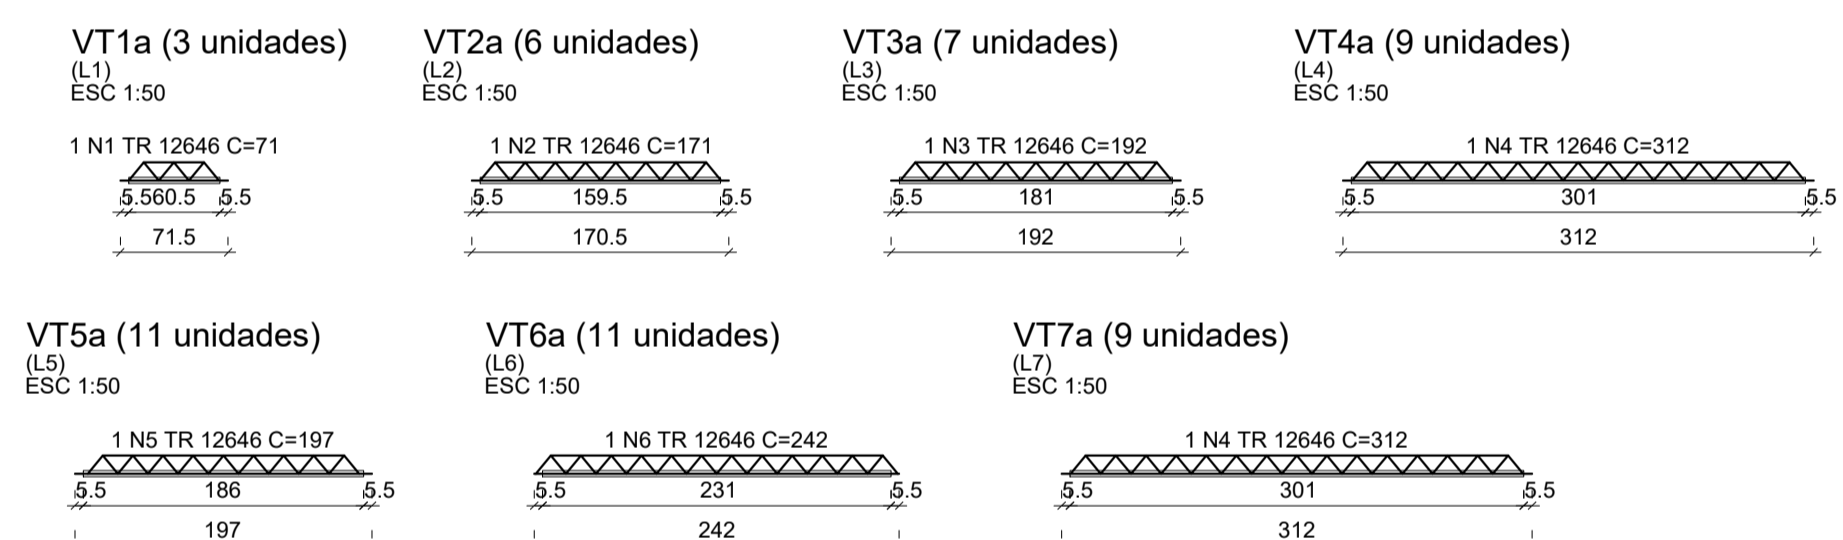 VT1a (3 unidades)
(L1)
ESC 1:50
1 N1 TR 12646 C=71
5.5 60.5 5.5
71.5
VT2a (6 unidades)
(L2)
ESC 1:50
1 N2 TR 12646 C=171
5.5 159.5 5.5
170.5
VT3a (7 unidades)
(L3)
ESC 1:50
1 N3 TR 12646 C=192
5.5 181 5.5
192
VT4a (9 unidades)
(L4)
ESC 1:50
1 N4 TR 12646 C=312
5.5 301 5.5
312
VT5a (11 unidades)
(L5)
ESC 1:50
1 N5 TR 12646 C=197
5.5 186 5.5
197
VT6a (11 unidades)
(L6)
ESC 1:50
1 N6 TR 12646 C=242
5.5 231 5.5
242
VT7a (9 unidades)
(L7)
ESC 1:50
1 N4 TR 12646 C=312
5.5 301 5.5
312